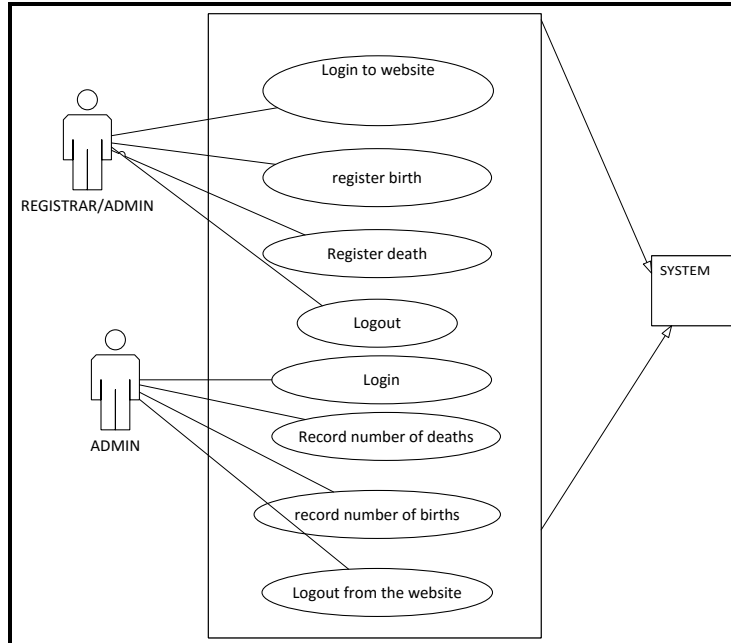 Login to website
register birth
REGISTRAR/ADMIN
Register death
SYSTEM
Logout
Login
Record number of deaths
ADMIN
record number of births
Logout from the website